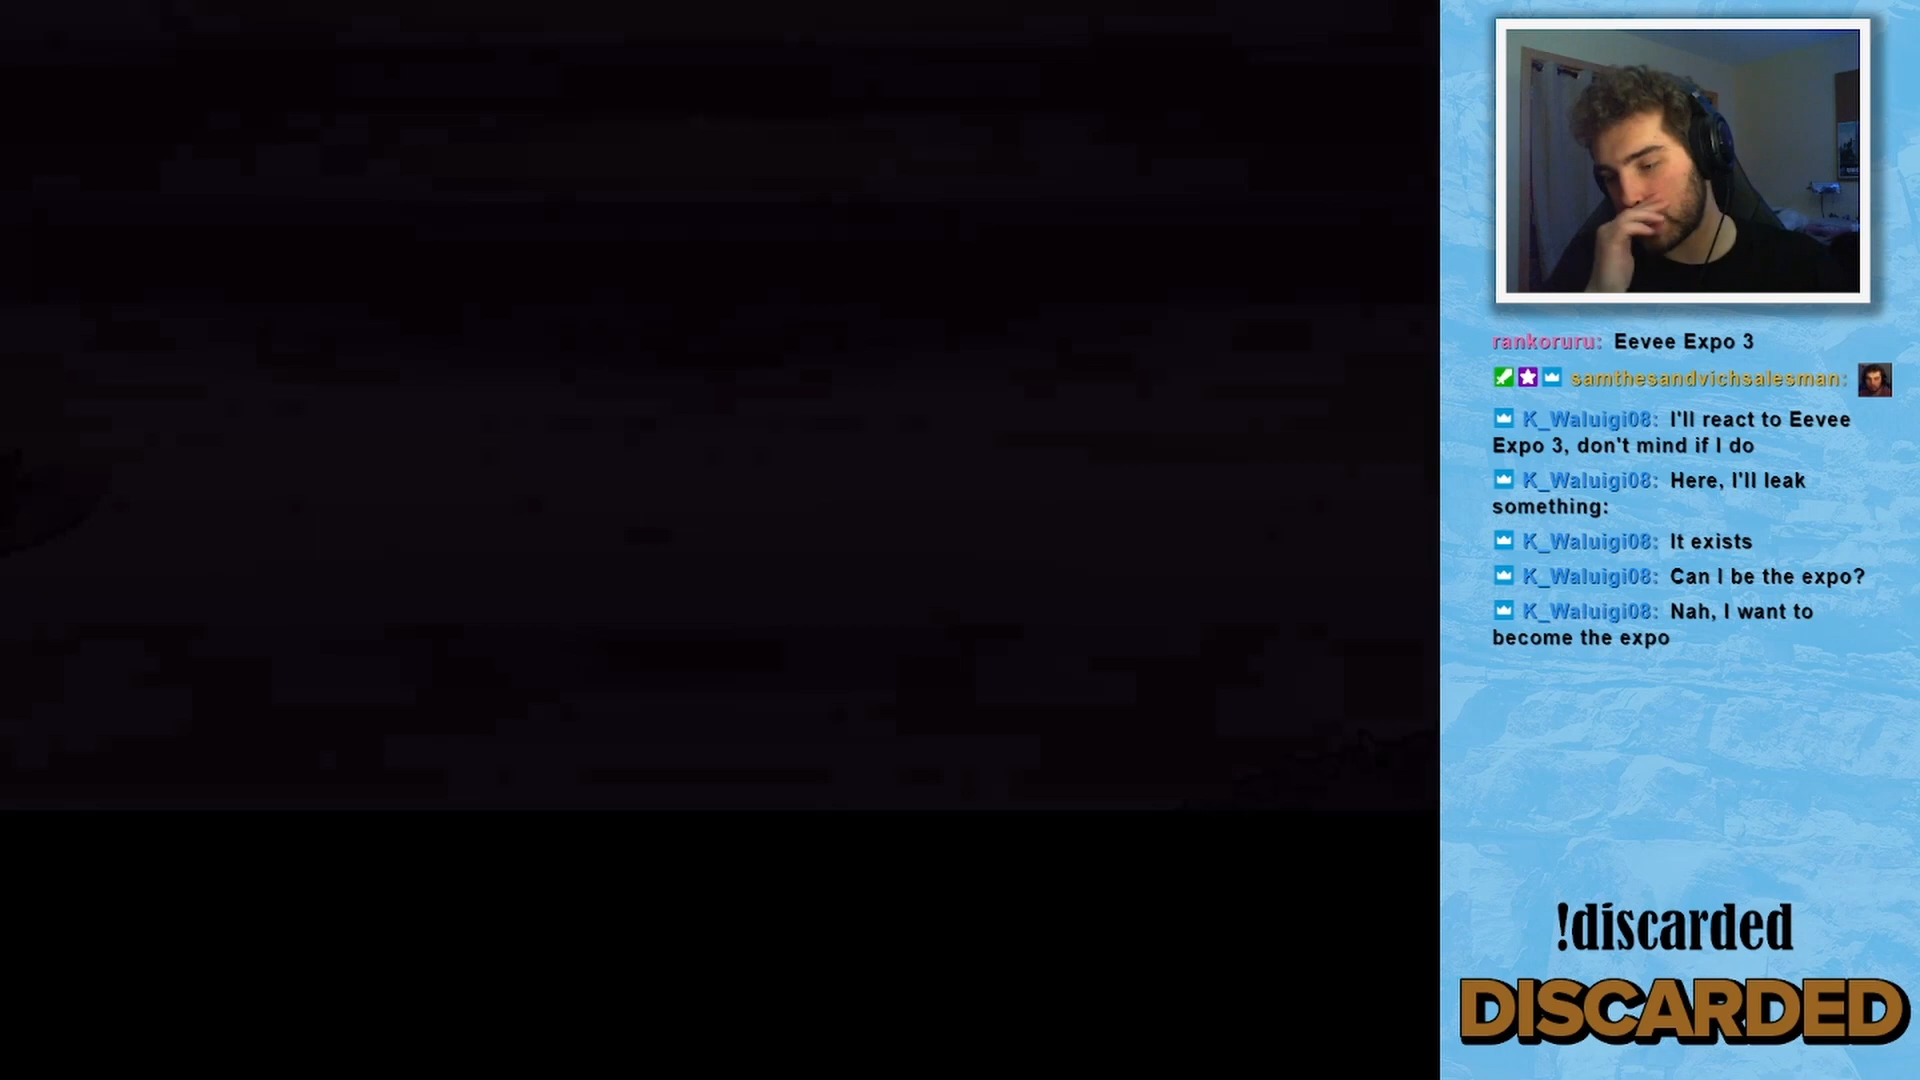 rankoruru: Eevee Expo 3
samthesandvichsalesman:
K_Waluigi08: I'll react to Eevee
Expo 3, don't mind if I do
K_Waluigi08: Here, I'll leak
something:
K_Waluigi08: It exists
K_Waluigi08: Can I be the expo?
K_Waluigi08: Nah, I want to
become the expo
!discarded
DISCARDED